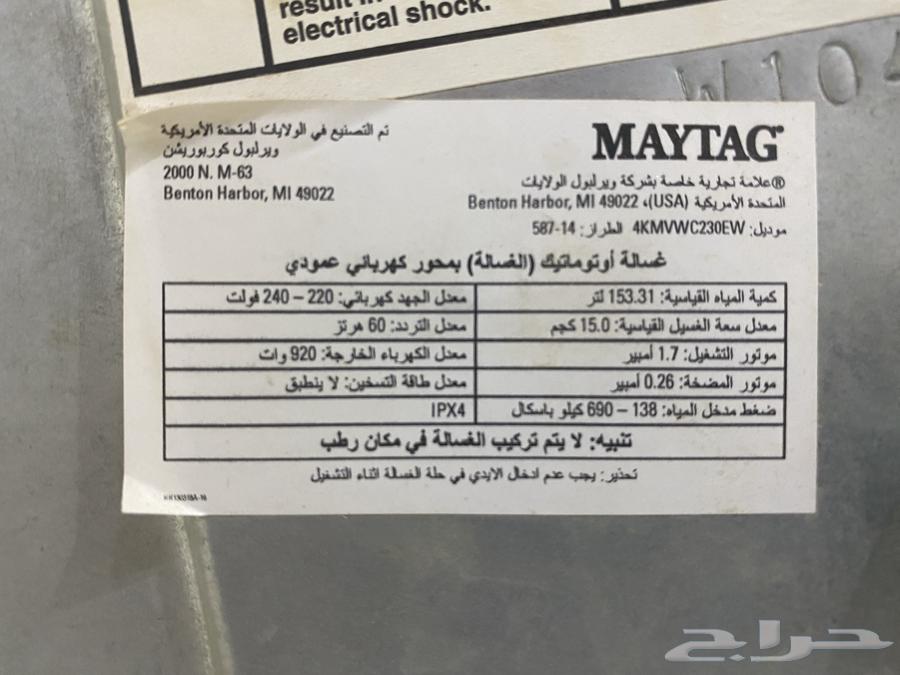 result in
electrical shock.
W104
MAYTAG®
®علامة تجارية خاصة بشركة ويرلبول الولايات
المتحدة الأمريكية (USA)، Benton Harbor, MI 49022
موديل: 4KMVWC230EW الطراز: 14-587
تم التصنيع في الولايات المتحدة الأمريكية
ويرلبول كوربوريشن
2000 N. M-63
Benton Harbor, MI 49022
غسالة أوتوماتيك (الغسالة) بمحور كهربائي عمودي
كمية المياه القياسية: 153.31 لتر
معدل الجهد كهربائي: 220 – 240 فولت
معدل سعة الغسيل القياسية: 15.0 كجم
معدل التردد: 60 هرتز
موتور التشغيل: 1.7 أمبير
معدل الكهرباء الخارجة: 920 وات
موتور المضخة: 0.26 أمبير
معدل طاقة التسخين: لا ينطبق
ضغط مدخل المياه: 138 – 690 كيلو باسكال
IPX4
تنبيه: لا يتم تركيب الغسالة في مكان رطب
تحذير: يجب عدم ادخال الايدي في حلة الغسالة اثناء التشغيل
حراج